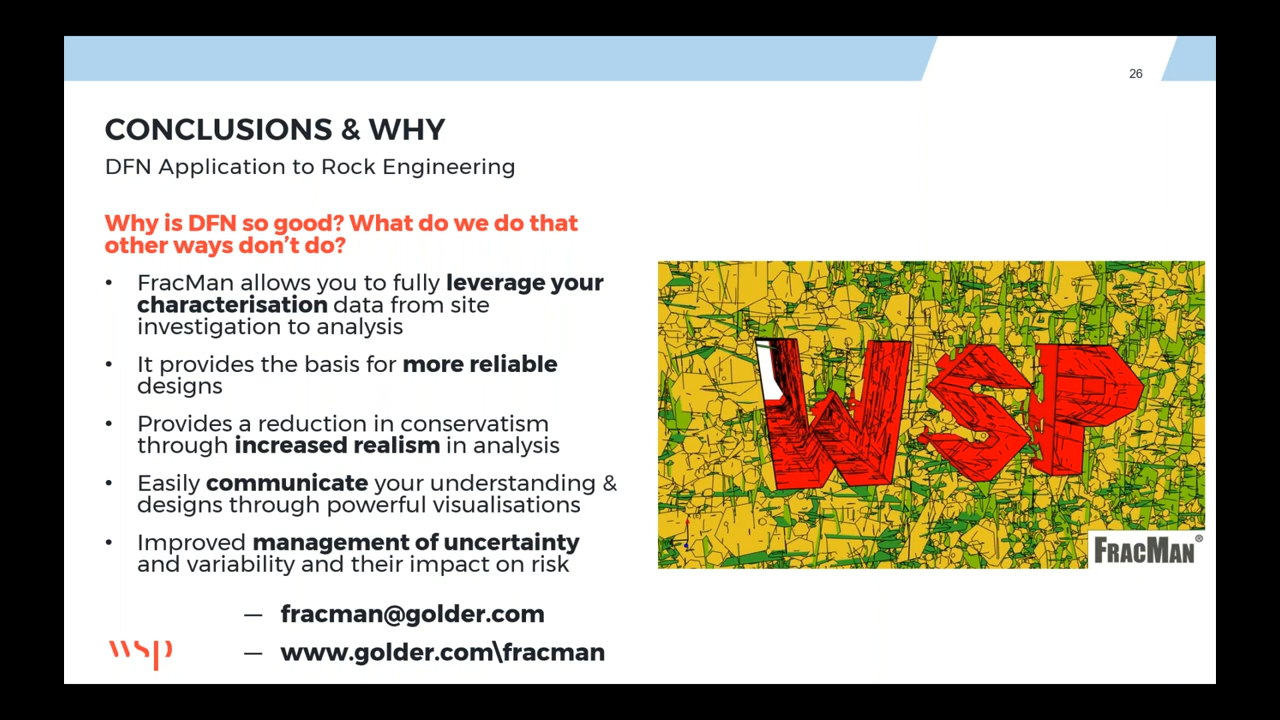 26
CONCLUSIONS & WHY
DFN Application to Rock Engineering
Why is DFN so good? What do we do that
other ways don't do?
• FracMan allows you to fully leverage your
characterisation data from site
investigation to analysis
• It provides the basis for more reliable
designs
• Provides a reduction in conservatism
through increased realism in analysis
• Easily communicate your understanding &
designs through powerful visualisations
• Improved management of uncertainty
and variability and their impact on risk
— fracman@golder.com
— www.golder.com\fracman
wsp
WSP
FRACMAN®